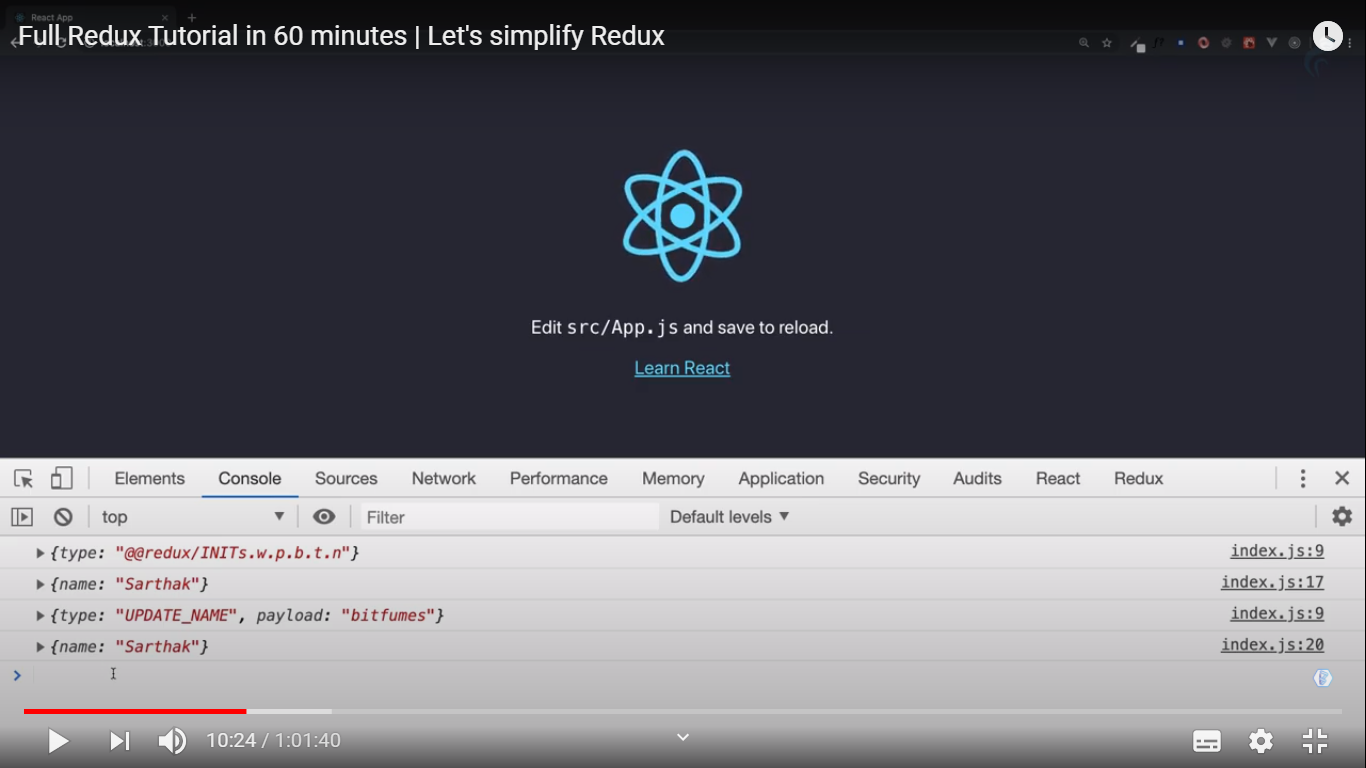 React App
Full Redux Tutorial in 60 minutes | Let's simplify Redux
Edit src/App.js and save to reload.
Learn React
Elements Console Sources Network Performance Memory Application Security Audits React Redux
top Filter Default levels
{type: "@@redux/INITs.w.p.b.t.n"} index.js:9
{name: "Sarthak"} index.js:17
{type: "UPDATE_NAME", payload: "bitfumes"} index.js:9
{name: "Sarthak"} index.js:20
10:24 / 1:01:40